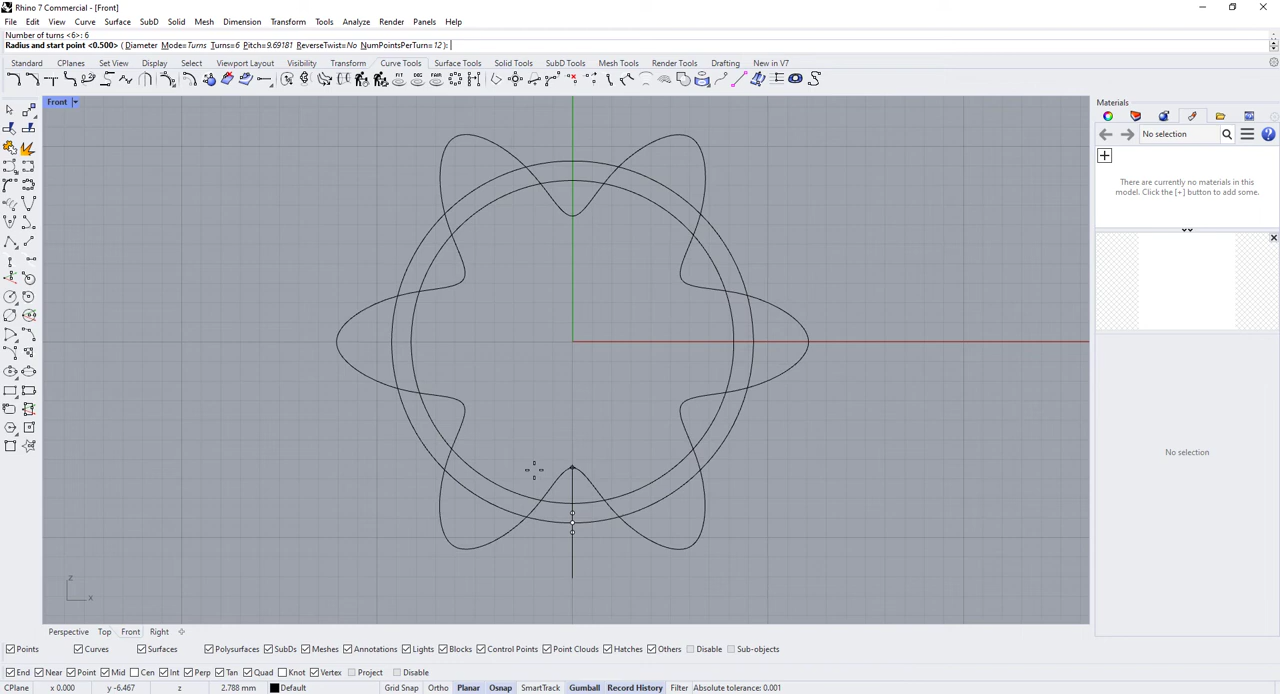 Rhino 7 Commercial - [Front]
File Edit View Curve Surface SubD Solid Mesh Dimension Transform Tools Analyze Render Panels Help
Number of turns <6>: 6
Radius and start point <0.500> ( Diameter Mode=Turns Turns=6 Pitch=9.69181 ReverseTwist=No NumPointsPerTurn=12 ):
Standard CPlanes Set View Display Select Viewport Layout Visibility Transform Curve Tools Surface Tools Solid Tools SubD Tools Mesh Tools Render Tools Drafting New in V7
Front
Materials
No selection
There are currently no materials in this
model. Click the [+] button to add some.
No selection
z
x
Perspective Top Front Right
Points Curves Surfaces Polysurfaces SubDs Meshes Annotations Lights Blocks Control Points Point Clouds Hatches Others Disable Sub-objects
End Near Point Mid Cen Int Perp Tan Quad Knot Vertex Project Disable
CPlane x 0.000 y -6.467 z 2.788 mm Default Grid Snap Ortho Planar Osnap SmartTrack Gumball Record History Filter Absolute tolerance: 0.001